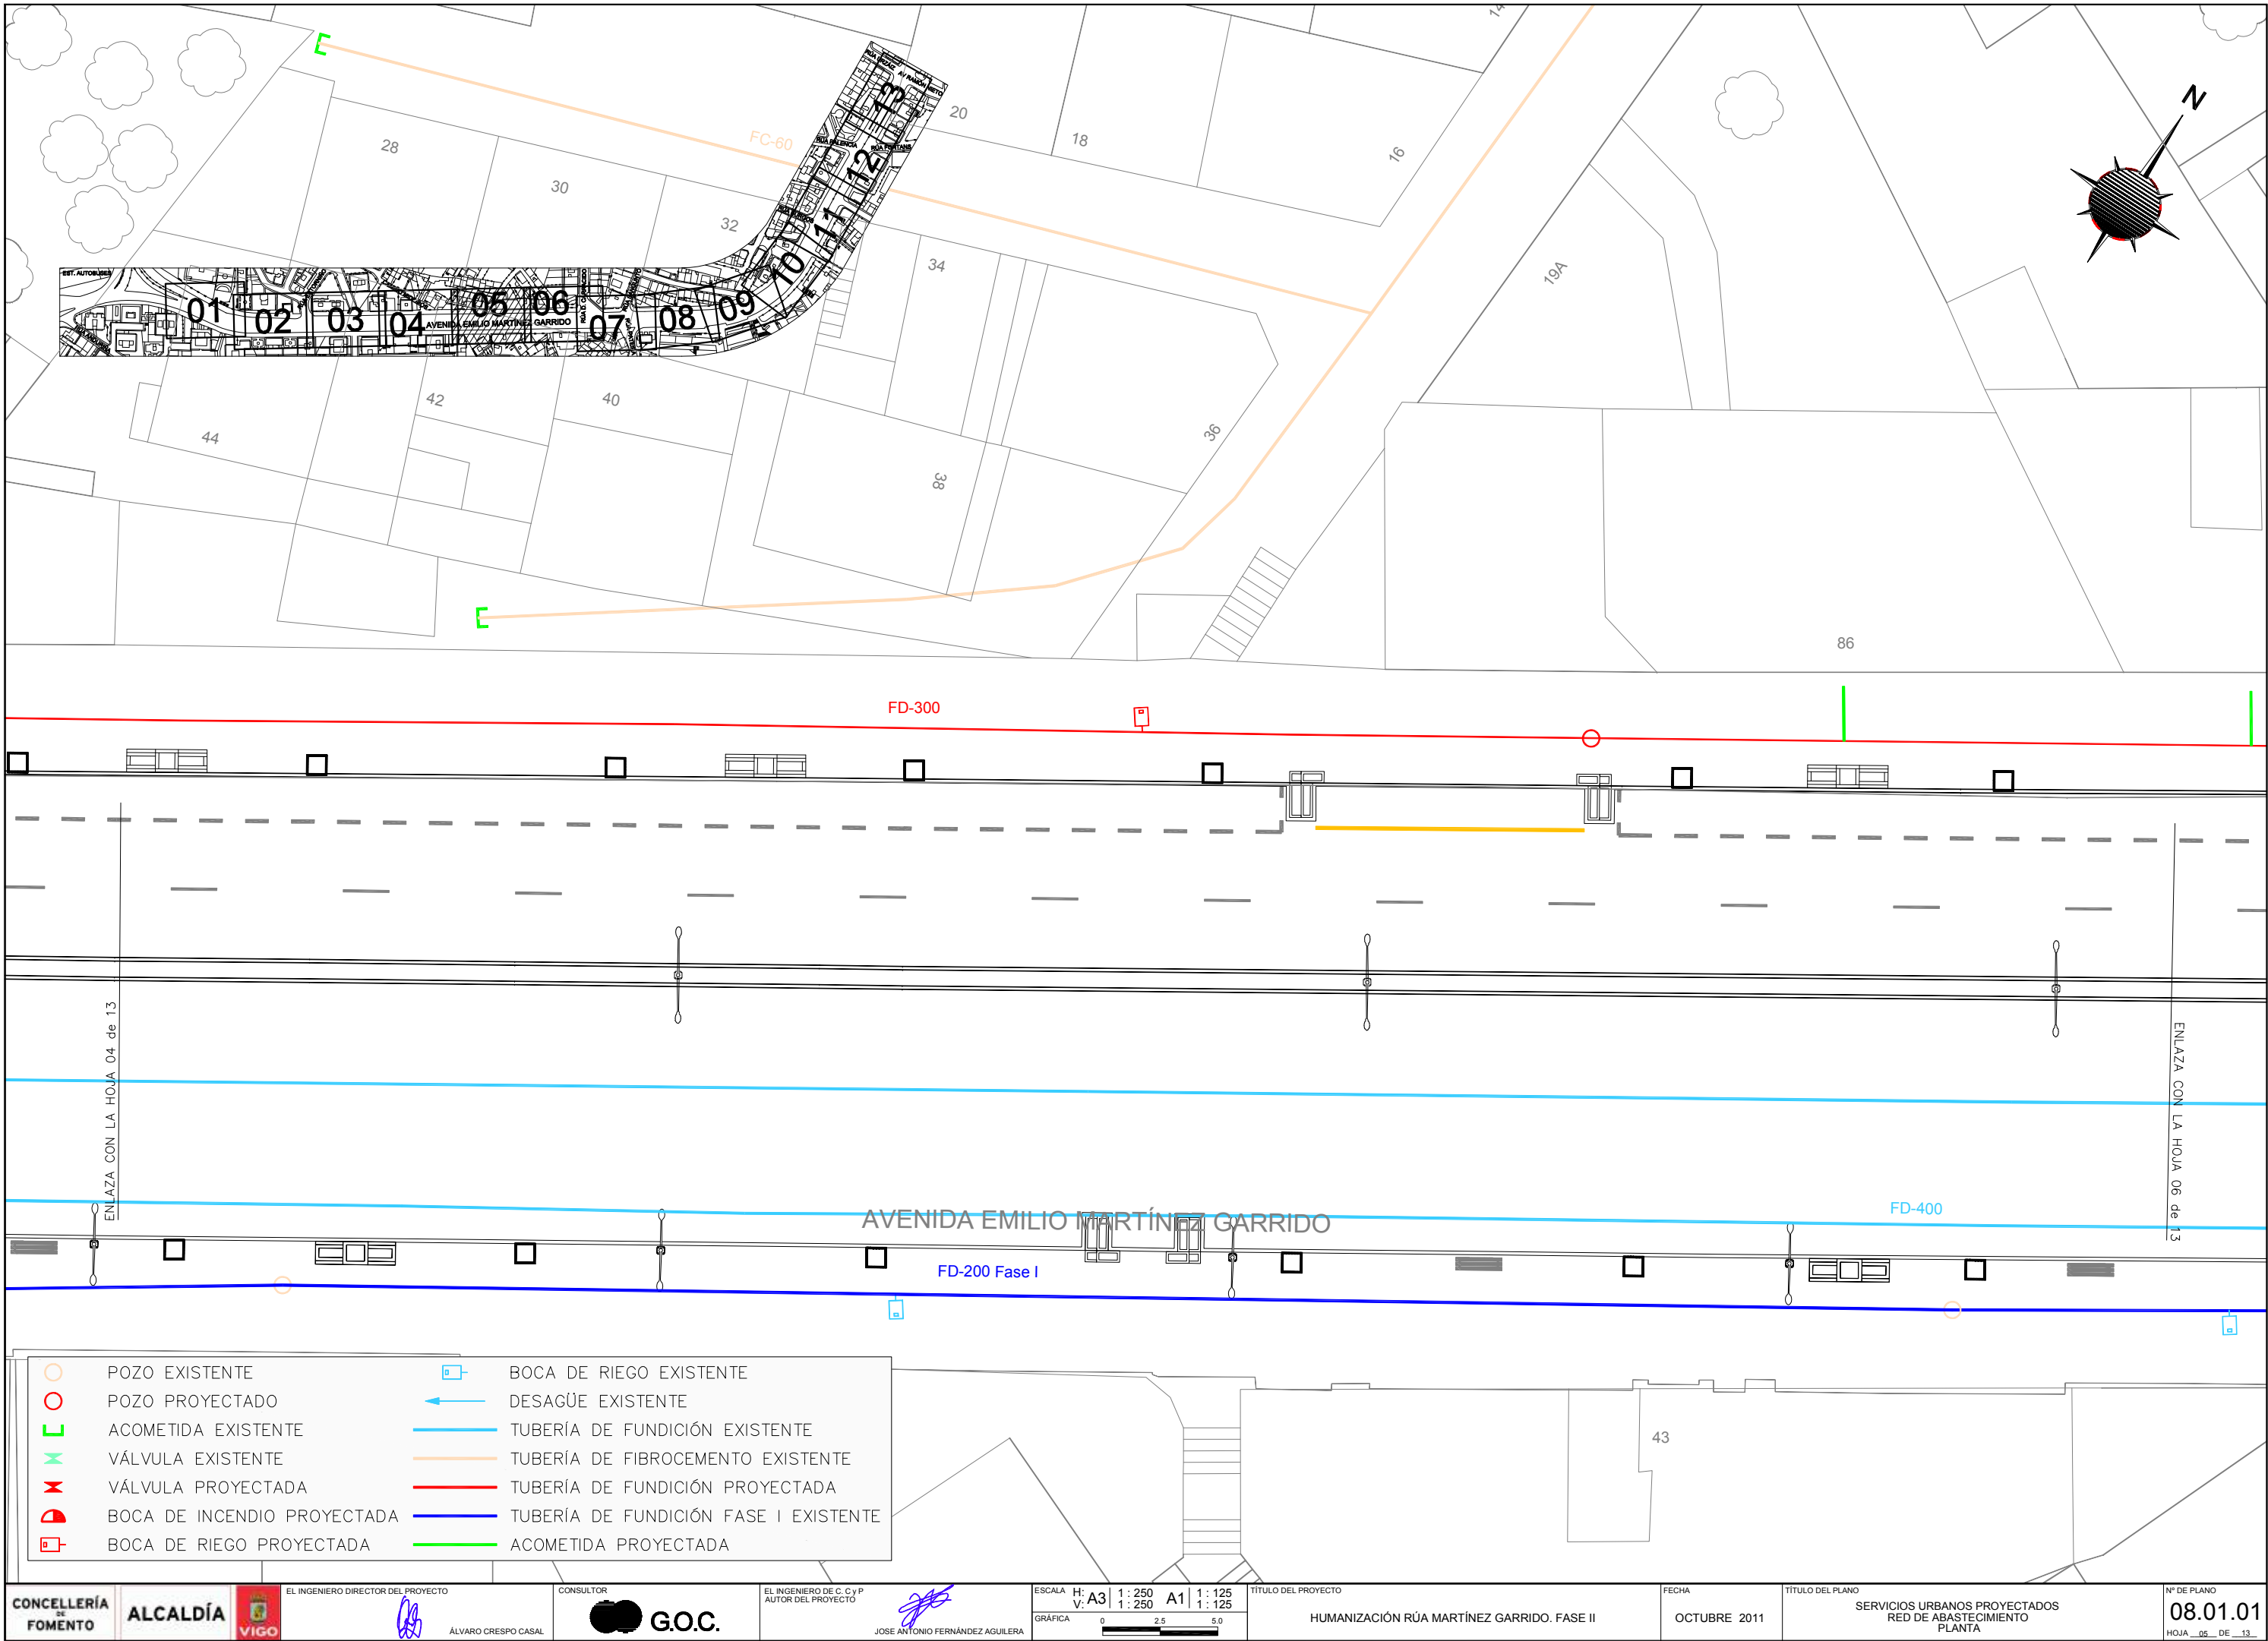 14
N
28
30
32
FC-60
20
18
16
34
19A
36
38
40
42
44
86
EST. AUTOBUSES
01
02
03
04
05
06
07
08
09
10
11
12
13
AVENIDA EMILIO MARTÍNEZ GARRIDO
RÚA PALENCIA
FD-300
ENLAZA CON LA HOJA 04 de 13
ENLAZA CON LA HOJA 06 de 13
FD-400
AVENIDA EMILIO MARTÍNEZ GARRIDO
FD-200 Fase I
43
POZO EXISTENTE
POZO PROYECTADO
ACOMETIDA EXISTENTE
VÁLVULA EXISTENTE
VÁLVULA PROYECTADA
BOCA DE INCENDIO PROYECTADA
BOCA DE RIEGO PROYECTADA
BOCA DE RIEGO EXISTENTE
DESAGÜE EXISTENTE
TUBERÍA DE FUNDICIÓN EXISTENTE
TUBERÍA DE FIBROCEMENTO EXISTENTE
TUBERÍA DE FUNDICIÓN PROYECTADA
TUBERÍA DE FUNDICIÓN FASE I EXISTENTE
ACOMETIDA PROYECTADA
CONCELLERÍA
DE
FOMENTO
ALCALDÍA
VIGO
EL INGENIERO DIRECTOR DEL PROYECTO
ÁLVARO CRESPO CASAL
CONSULTOR
G.O.C.
EL INGENIERO DE C. C y P
AUTOR DEL PROYECTO
JOSE ANTONIO FERNÁNDEZ AGUILERA
ESCALA H: A3 1 : 250 A1 1 : 125
V: 1 : 250 1 : 125
GRÁFICA 0 2.5 5.0
TÍTULO DEL PROYECTO
HUMANIZACIÓN RÚA MARTÍNEZ GARRIDO. FASE II
FECHA
OCTUBRE 2011
TÍTULO DEL PLANO
SERVICIOS URBANOS PROYECTADOS
RED DE ABASTECIMIENTO
PLANTA
Nº DE PLANO
08.01.01
HOJA 05 DE 13